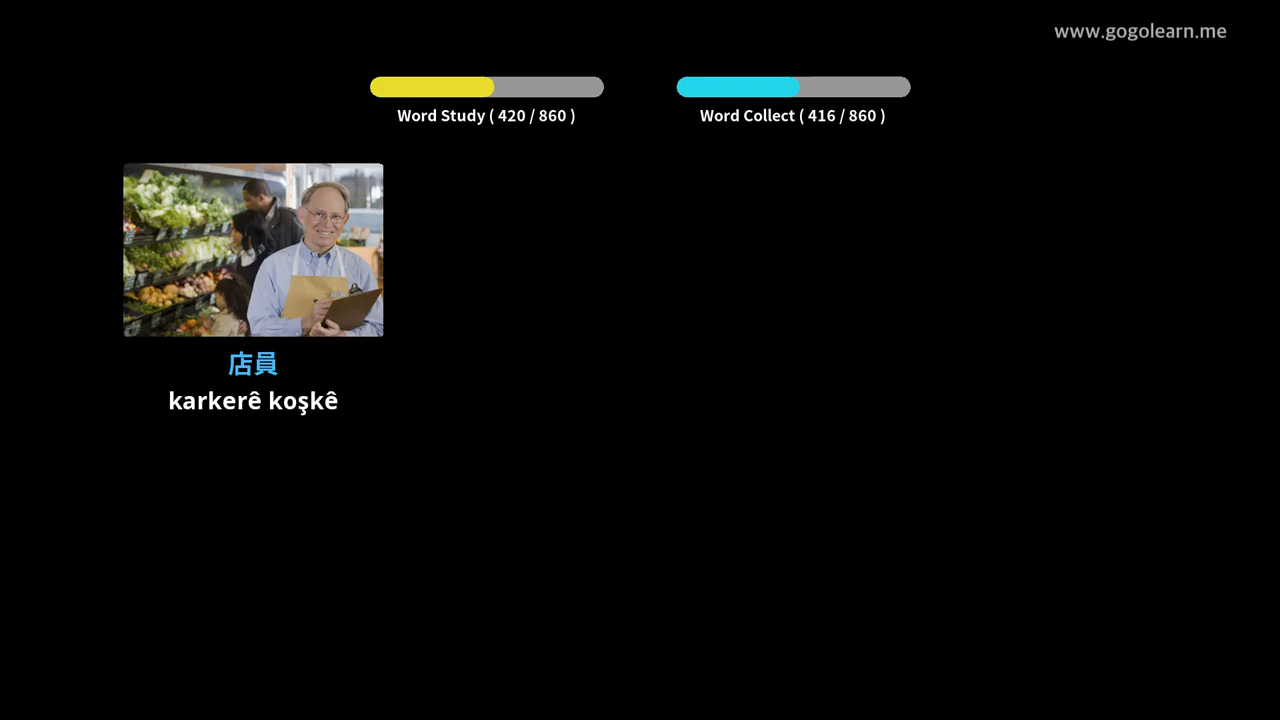 www.gogolearn.me
Word Study ( 420 / 860 )
Word Collect ( 416 / 860 )
店員
karkerê koşkê